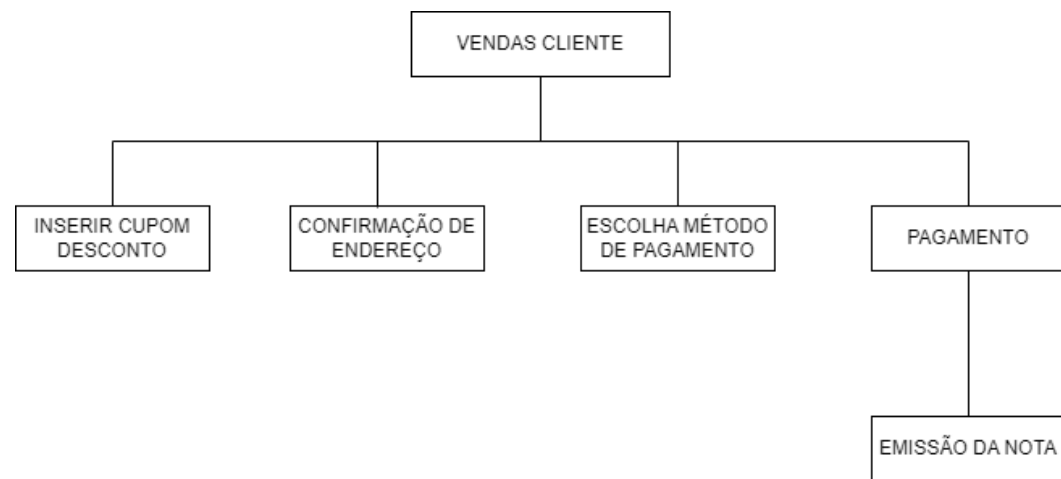 VENDAS CLIENTE
INSERIR CUPOM
DESCONTO
CONFIRMAÇÃO DE
ENDEREÇO
ESCOLHA MÉTODO
DE PAGAMENTO
PAGAMENTO
EMISSÃO DA NOTA